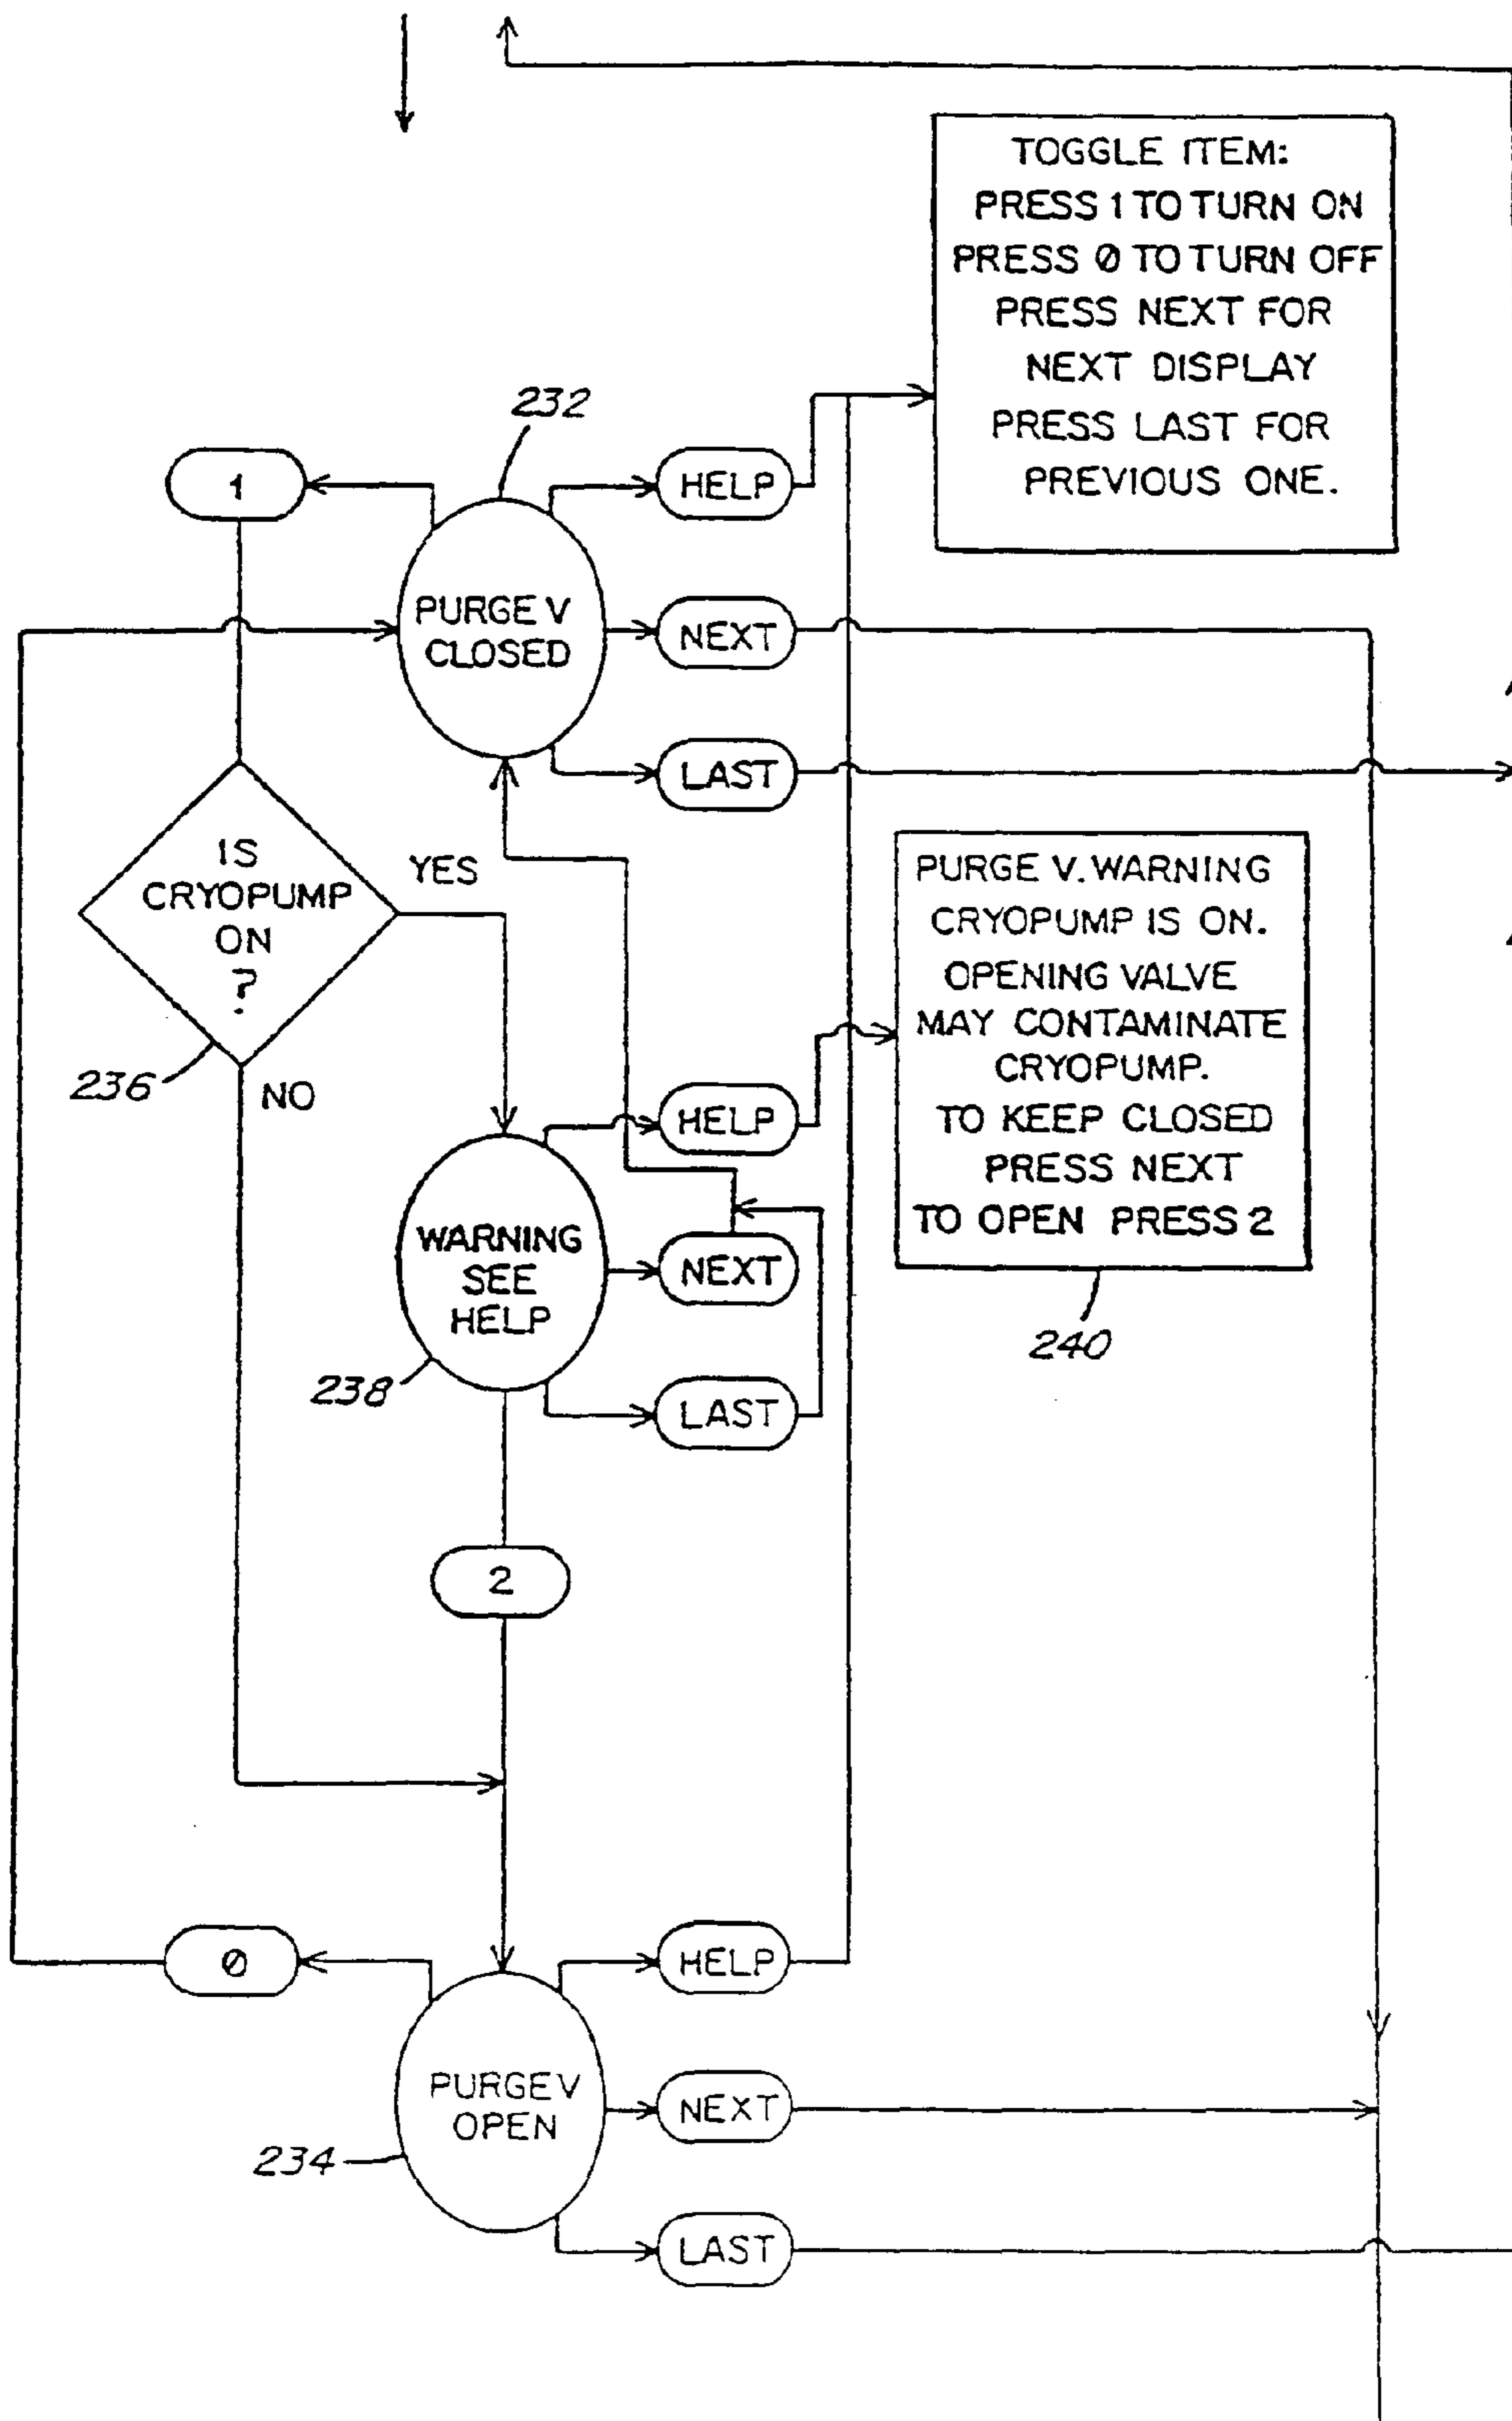 TOGGLE ITEM:
PRESS 1 TO TURN ON
PRESS 0 TO TURN OFF
PRESS NEXT FOR
NEXT DISPLAY
PRESS LAST FOR
PREVIOUS ONE.
232
1
HELP
PURGE V
CLOSED
NEXT
LAST
IS
CRYOPUMP
ON
?
YES
236
NO
PURGE V. WARNING
CRYOPUMP IS ON.
OPENING VALVE
MAY CONTAMINATE
CRYOPUMP.
TO KEEP CLOSED
PRESS NEXT
TO OPEN PRESS 2
240
HELP
WARNING
SEE
HELP
NEXT
238
LAST
2
0
HELP
PURGE V
OPEN
NEXT
234
LAST